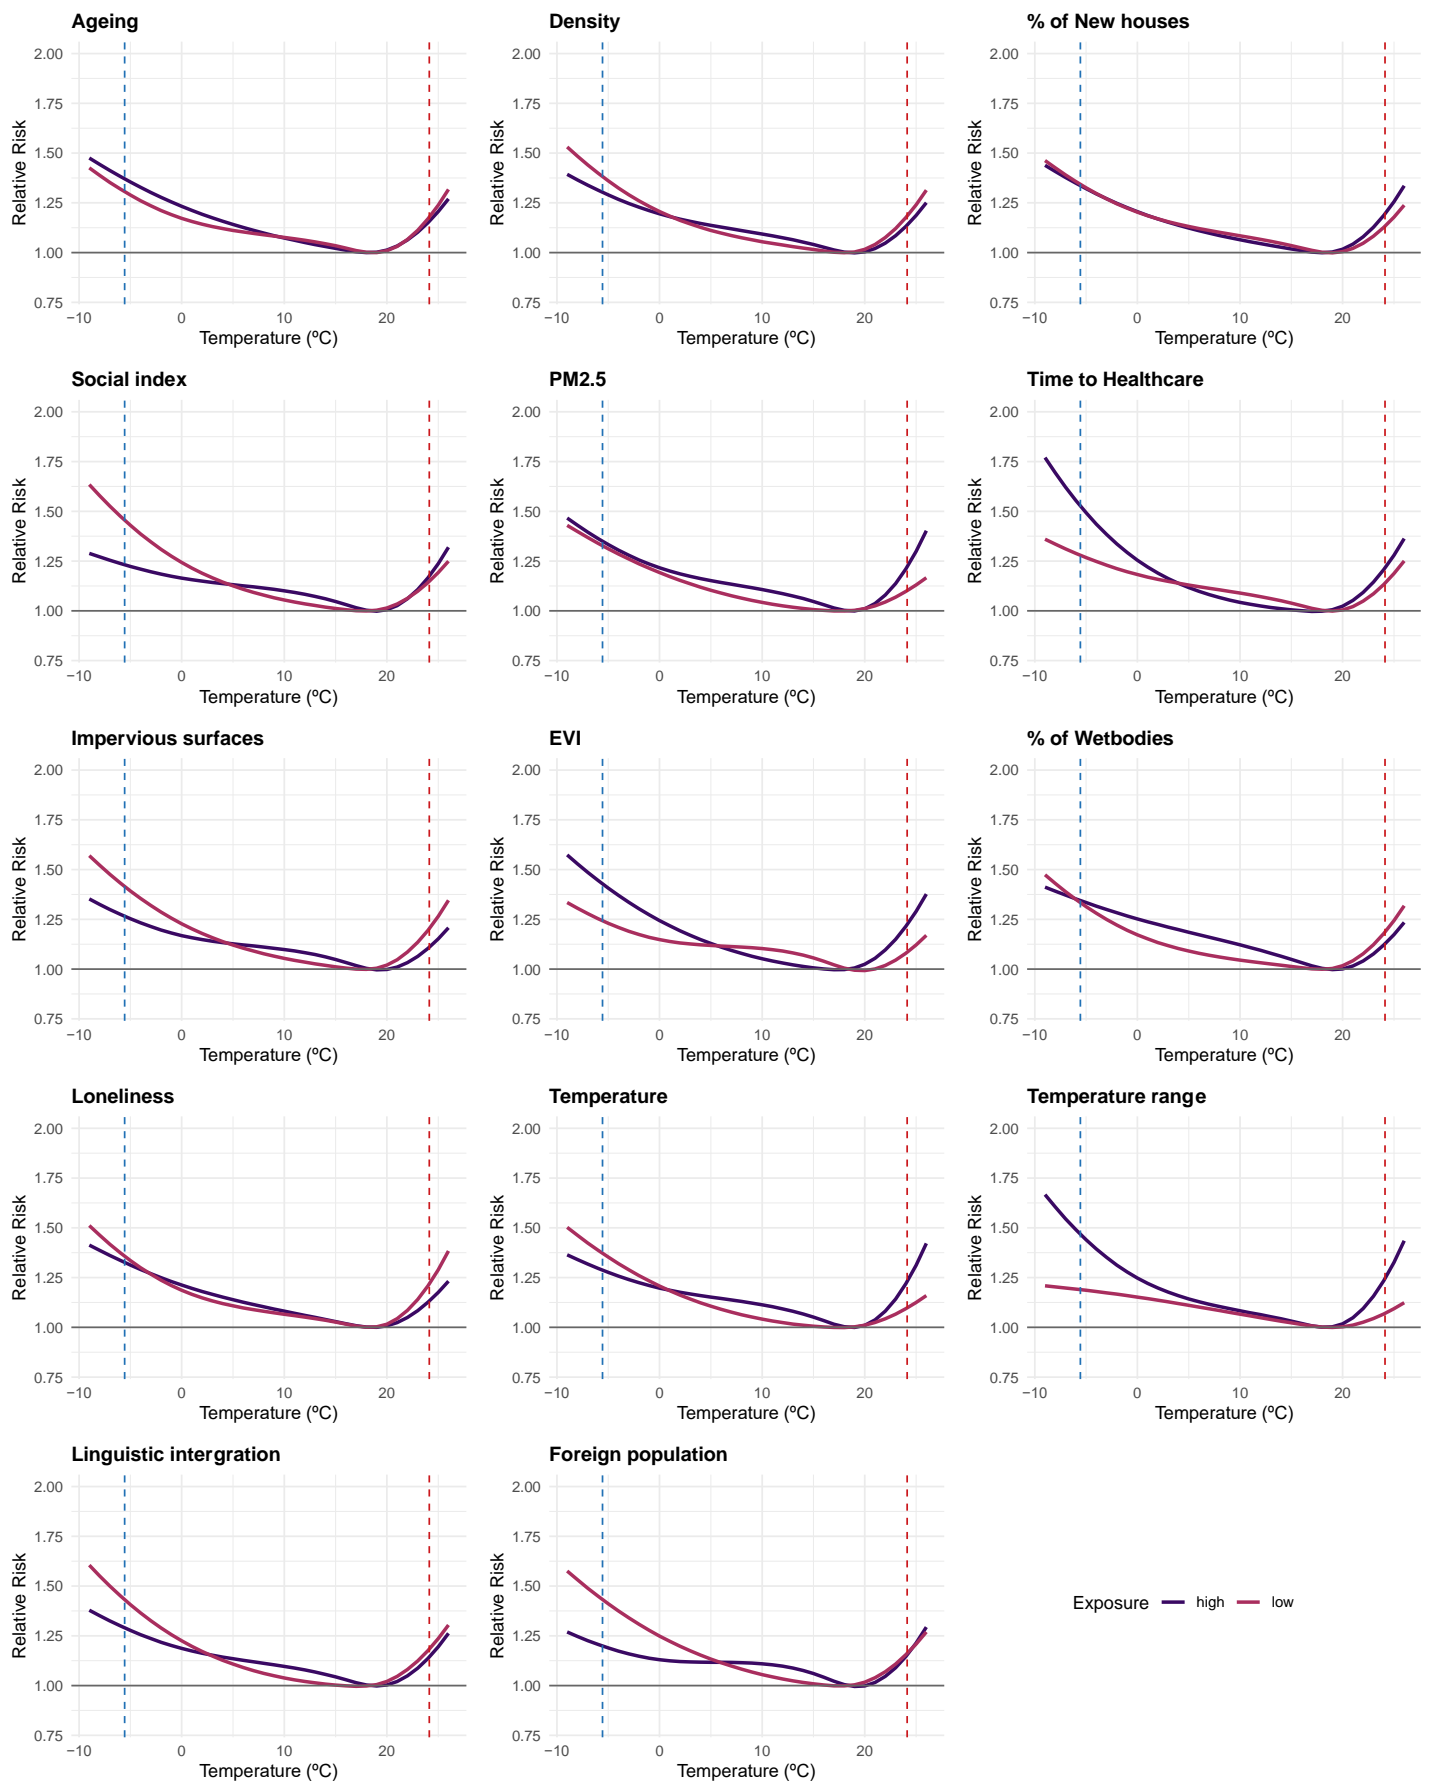 Ageing
Density
% of New houses
2.00
1.75
1.50
1.25
1.00
0.75
Relative Risk
−10 0 10 20
Temperature (ºC)
2.00
1.75
1.50
1.25
1.00
0.75
Relative Risk
−10 0 10 20
Temperature (ºC)
2.00
1.75
1.50
1.25
1.00
0.75
Relative Risk
−10 0 10 20
Temperature (ºC)
Social index
PM2.5
Time to Healthcare
2.00
1.75
1.50
1.25
1.00
0.75
Relative Risk
−10 0 10 20
Temperature (ºC)
2.00
1.75
1.50
1.25
1.00
0.75
Relative Risk
−10 0 10 20
Temperature (ºC)
2.00
1.75
1.50
1.25
1.00
0.75
Relative Risk
−10 0 10 20
Temperature (ºC)
Impervious surfaces
EVI
% of Wetbodies
2.00
1.75
1.50
1.25
1.00
0.75
Relative Risk
−10 0 10 20
Temperature (ºC)
2.00
1.75
1.50
1.25
1.00
0.75
Relative Risk
−10 0 10 20
Temperature (ºC)
2.00
1.75
1.50
1.25
1.00
0.75
Relative Risk
−10 0 10 20
Temperature (ºC)
Loneliness
Temperature
Temperature range
2.00
1.75
1.50
1.25
1.00
0.75
Relative Risk
−10 0 10 20
Temperature (ºC)
2.00
1.75
1.50
1.25
1.00
0.75
Relative Risk
−10 0 10 20
Temperature (ºC)
2.00
1.75
1.50
1.25
1.00
0.75
Relative Risk
−10 0 10 20
Temperature (ºC)
Linguistic intergration
Foreign population
2.00
1.75
1.50
1.25
1.00
0.75
Relative Risk
−10 0 10 20
Temperature (ºC)
2.00
1.75
1.50
1.25
1.00
0.75
Relative Risk
−10 0 10 20
Temperature (ºC)
Exposure high low